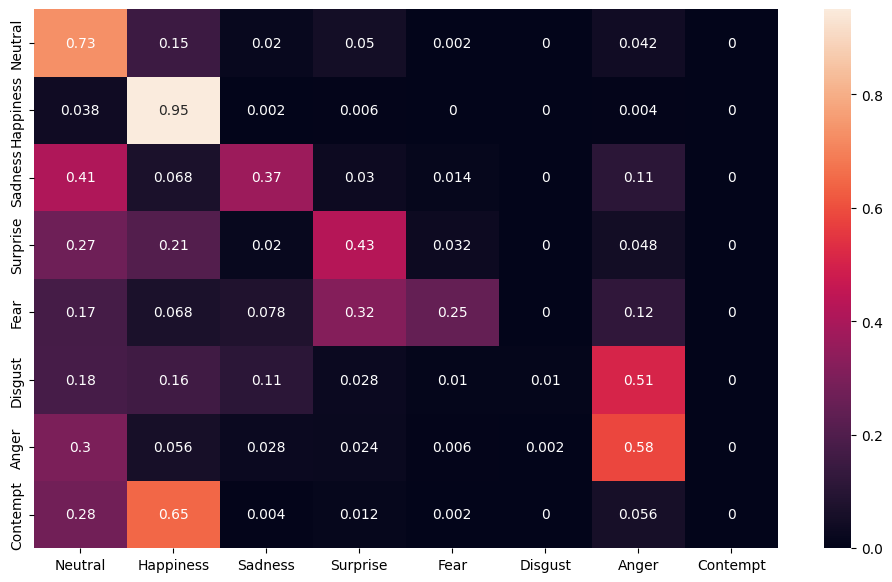 Neutral 0.73 0.15 0.02 0.05 0.002 0 0.042 0
Happiness 0.038 0.95 0.002 0.006 0 0 0.004 0
Sadness 0.41 0.068 0.37 0.03 0.014 0 0.11 0
Surprise 0.27 0.21 0.02 0.43 0.032 0 0.048 0
Fear 0.17 0.068 0.078 0.32 0.25 0 0.12 0
Disgust 0.18 0.16 0.11 0.028 0.01 0.01 0.51 0
Anger 0.3 0.056 0.028 0.024 0.006 0.002 0.58 0
Contempt 0.28 0.65 0.004 0.012 0.002 0 0.056 0
Neutral Happiness Sadness Surprise Fear Disgust Anger Contempt
0.8
0.6
0.4
0.2
0.0